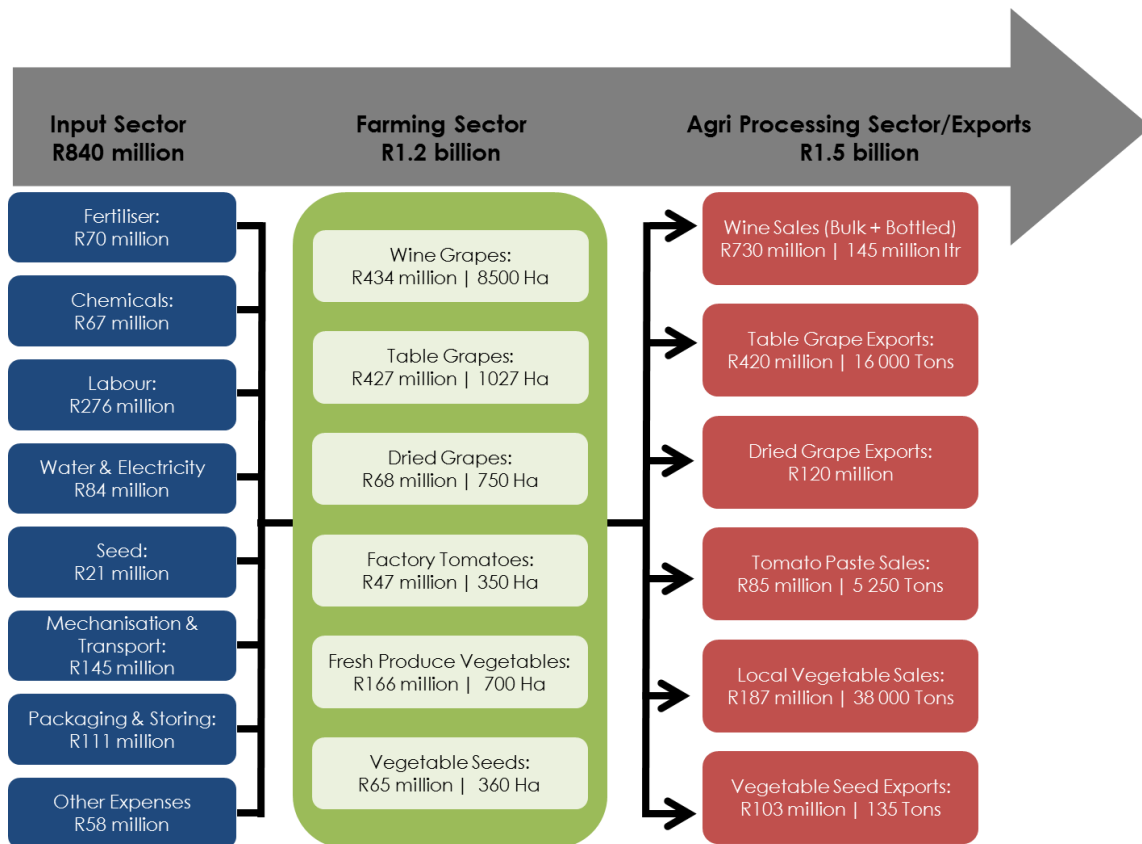 Input Sector
R840 million
Farming Sector
R1.2 billion
Agri Processing Sector/Exports
R1.5 billion
Fertiliser:
R70 million
Chemicals:
R67 million
Labour:
R276 million
Water & Electricity
R84 million
Seed:
R21 million
Mechanisation &
Transport:
R145 million
Packaging & Storing:
R111 million
Other Expenses
R58 million
Wine Grapes:
R434 million | 8500 Ha
Table Grapes:
R427 million | 1027 Ha
Dried Grapes:
R68 million | 750 Ha
Factory Tomatoes:
R47 million | 350 Ha
Fresh Produce Vegetables:
R166 million | 700 Ha
Vegetable Seeds:
R65 million | 360 Ha
Wine Sales (Bulk + Bottled)
R730 million | 145 million ltr
Table Grape Exports:
R420 million | 16 000 Tons
Dried Grape Exports:
R120 million
Tomato Paste Sales:
R85 million | 5 250 Tons
Local Vegetable Sales:
R187 million | 38 000 Tons
Vegetable Seed Exports:
R103 million | 135 Tons